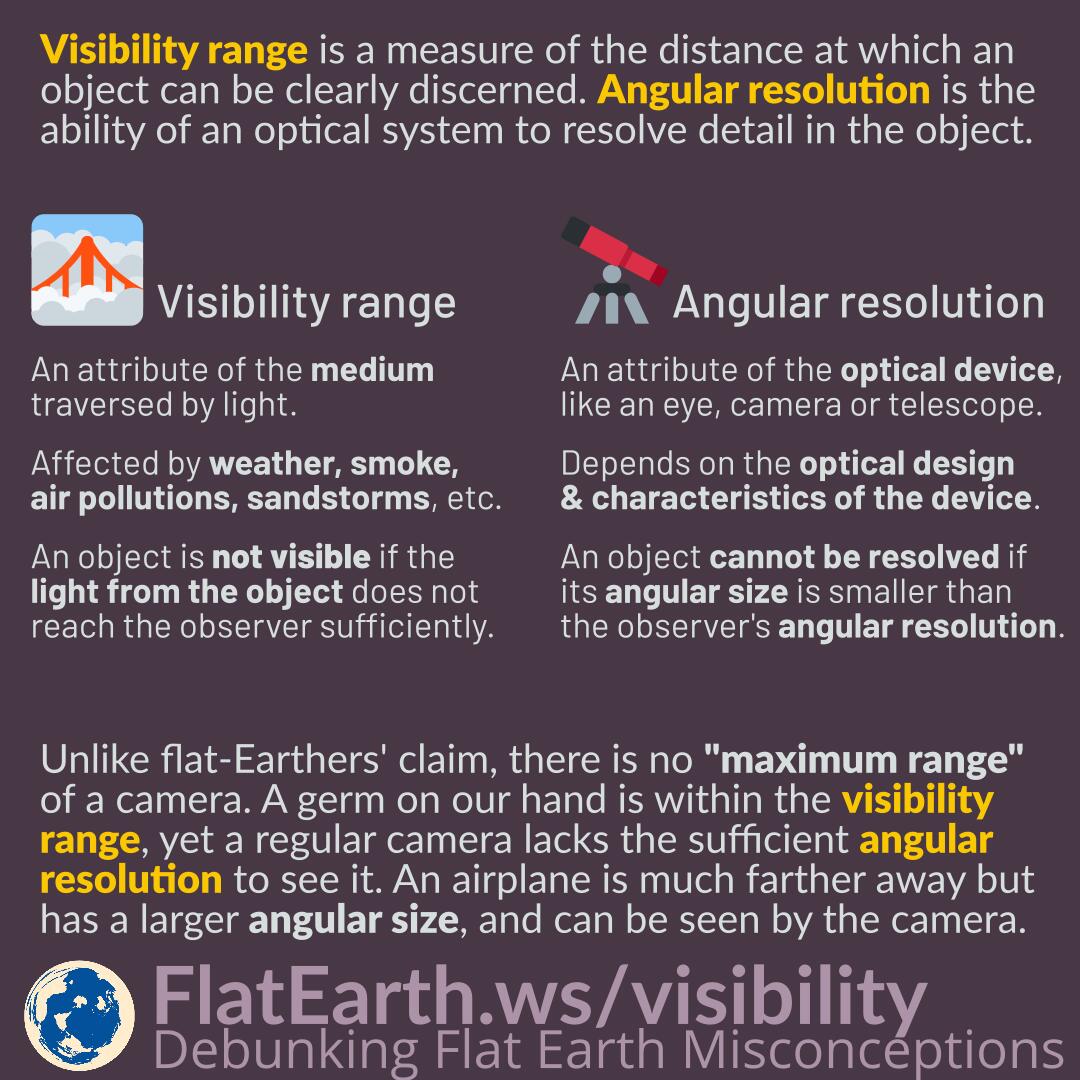 Visibility range is a measure of the distance at which an
object can be clearly discerned. Angular resolution is the
ability of an optical system to resolve detail in the object.
Visibility range
An attribute of the medium
traversed by light.
Affected by weather, smoke,
air pollutions, sandstorms, etc.
An object is not visible if the
light from the object does not
reach the observer sufficiently.
Angular resolution
An attribute of the optical device,
like an eye, camera or telescope.
Depends on the optical design
& characteristics of the device.
An object cannot be resolved if
its angular size is smaller than
the observer's angular resolution.
Unlike flat-Earthers' claim, there is no "maximum range"
of a camera. A germ on our hand is within the visibility
range, yet a regular camera lacks the sufficient angular
resolution to see it. An airplane is much farther away but
has a larger angular size, and can be seen by the camera.
FlatEarth.ws/visibility
Debunking Flat Earth Misconceptions